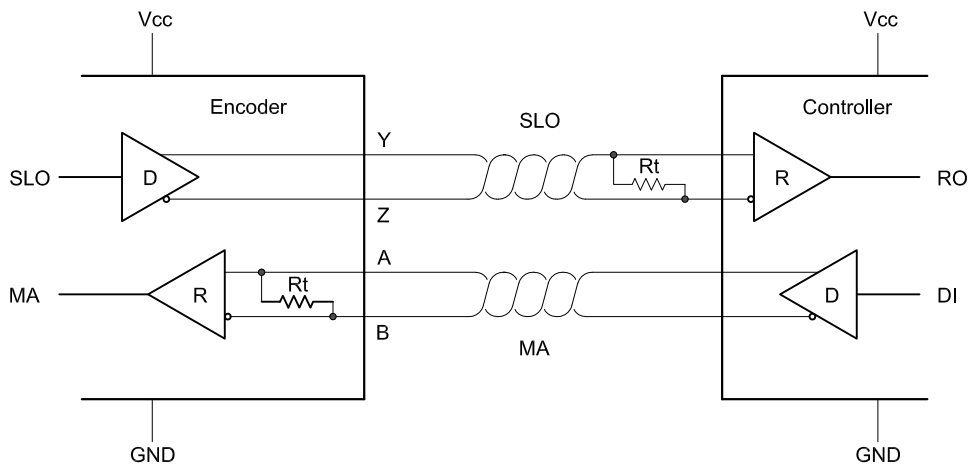 Vcc
Vcc
Encoder
Controller
SLO
Y
SLO
D
Rt
R
RO
Z
A
MA
R
Rt
D
DI
B
MA
GND
GND